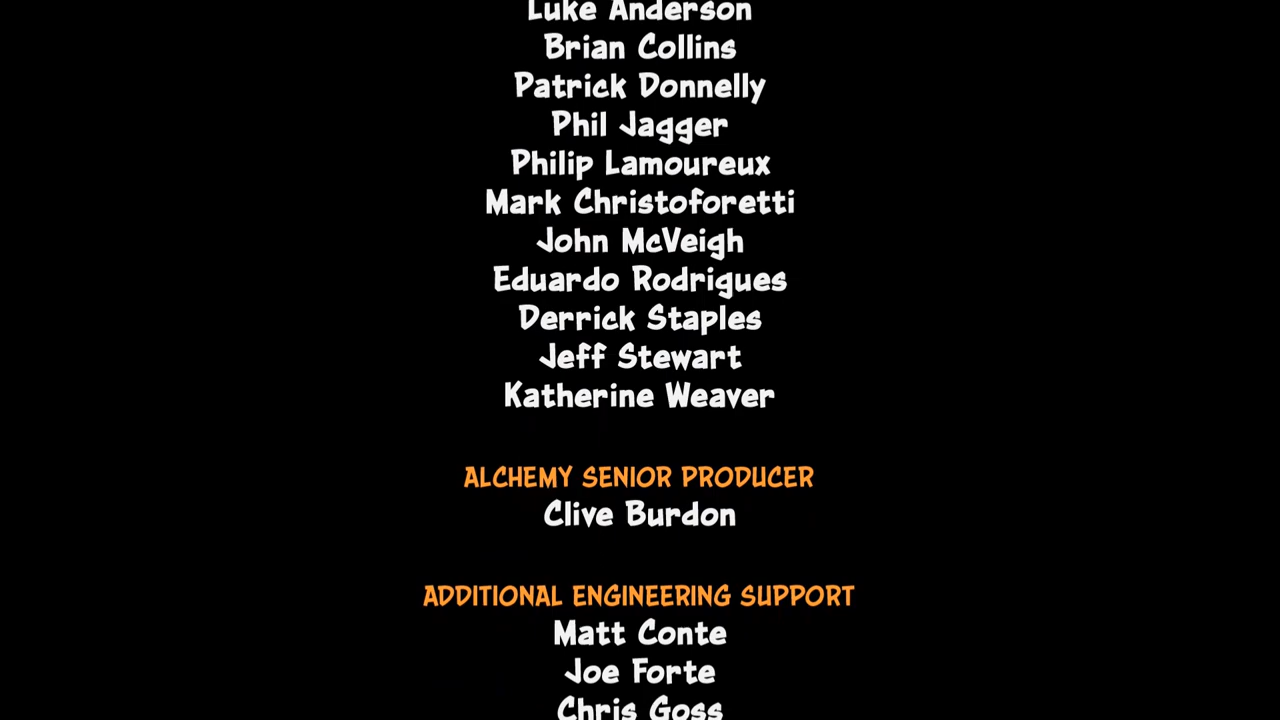 Luke Anderson
Brian Collins
Patrick Donnelly
Phil Jagger
Philip Lamoureux
Mark Christoforetti
John McVeigh
Eduardo Rodrigues
Derrick Staples
Jeff Stewart
Katherine Weaver
ALCHEMY SENIOR PRODUCER
Clive Burdon
ADDITIONAL ENGINEERING SUPPORT
Matt Conte
Joe Forte
Chris Goss